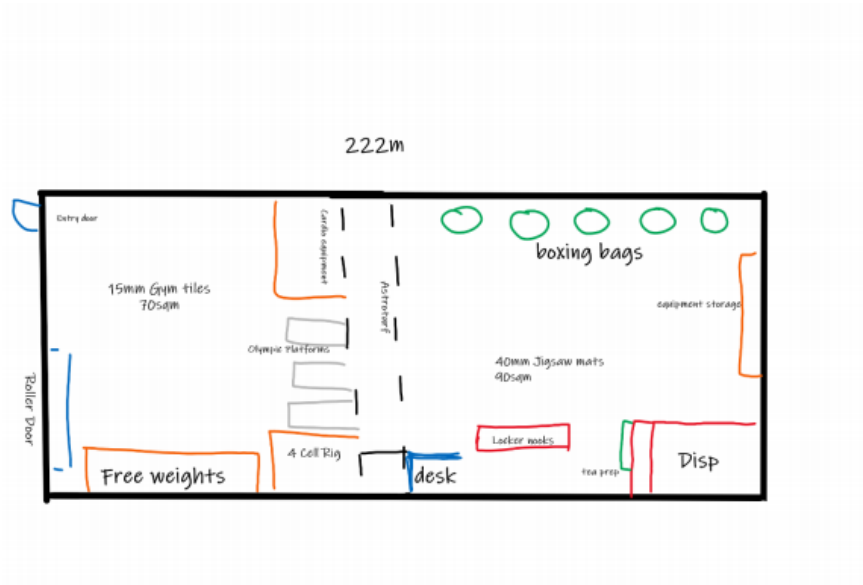 222m
Entry door
Cardio equipment
boxing bags
15mm Gym tiles
70sqm
Astroturf
equipment storage
Olympic Platforms
40mm Jigsaw mats
90sqm
Roller Door
Locker nooks
4 Cell Rig
Disp
Free weights
desk
tea prep